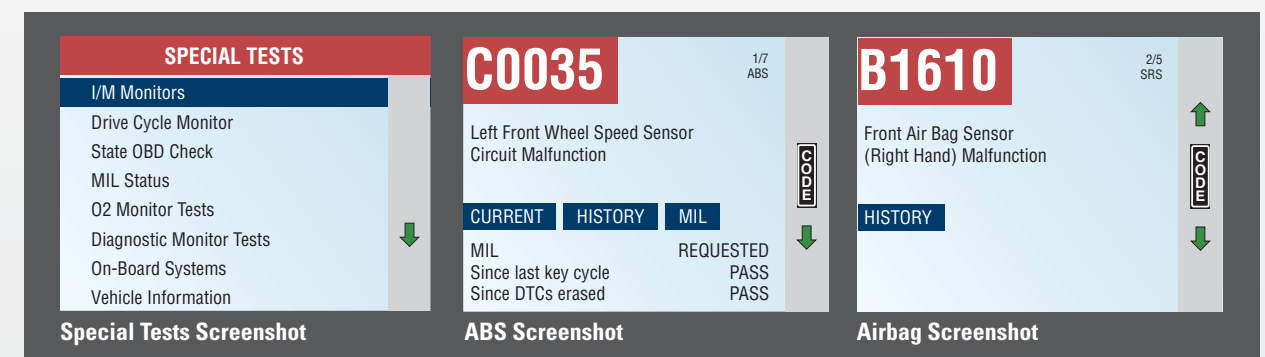 SPECIAL TESTS
I/M Monitors
Drive Cycle Monitor
State OBD Check
MIL Status
O2 Monitor Tests
Diagnostic Monitor Tests
On-Board Systems
Vehicle Information
Special Tests Screenshot
C0035
1/7
ABS
Left Front Wheel Speed Sensor
Circuit Malfunction
CODE
CURRENT HISTORY MIL
MIL REQUESTED
Since last key cycle PASS
Since DTCs erased PASS
ABS Screenshot
B1610
2/5
SRS
Front Air Bag Sensor
(Right Hand) Malfunction
CODE
HISTORY
Airbag Screenshot